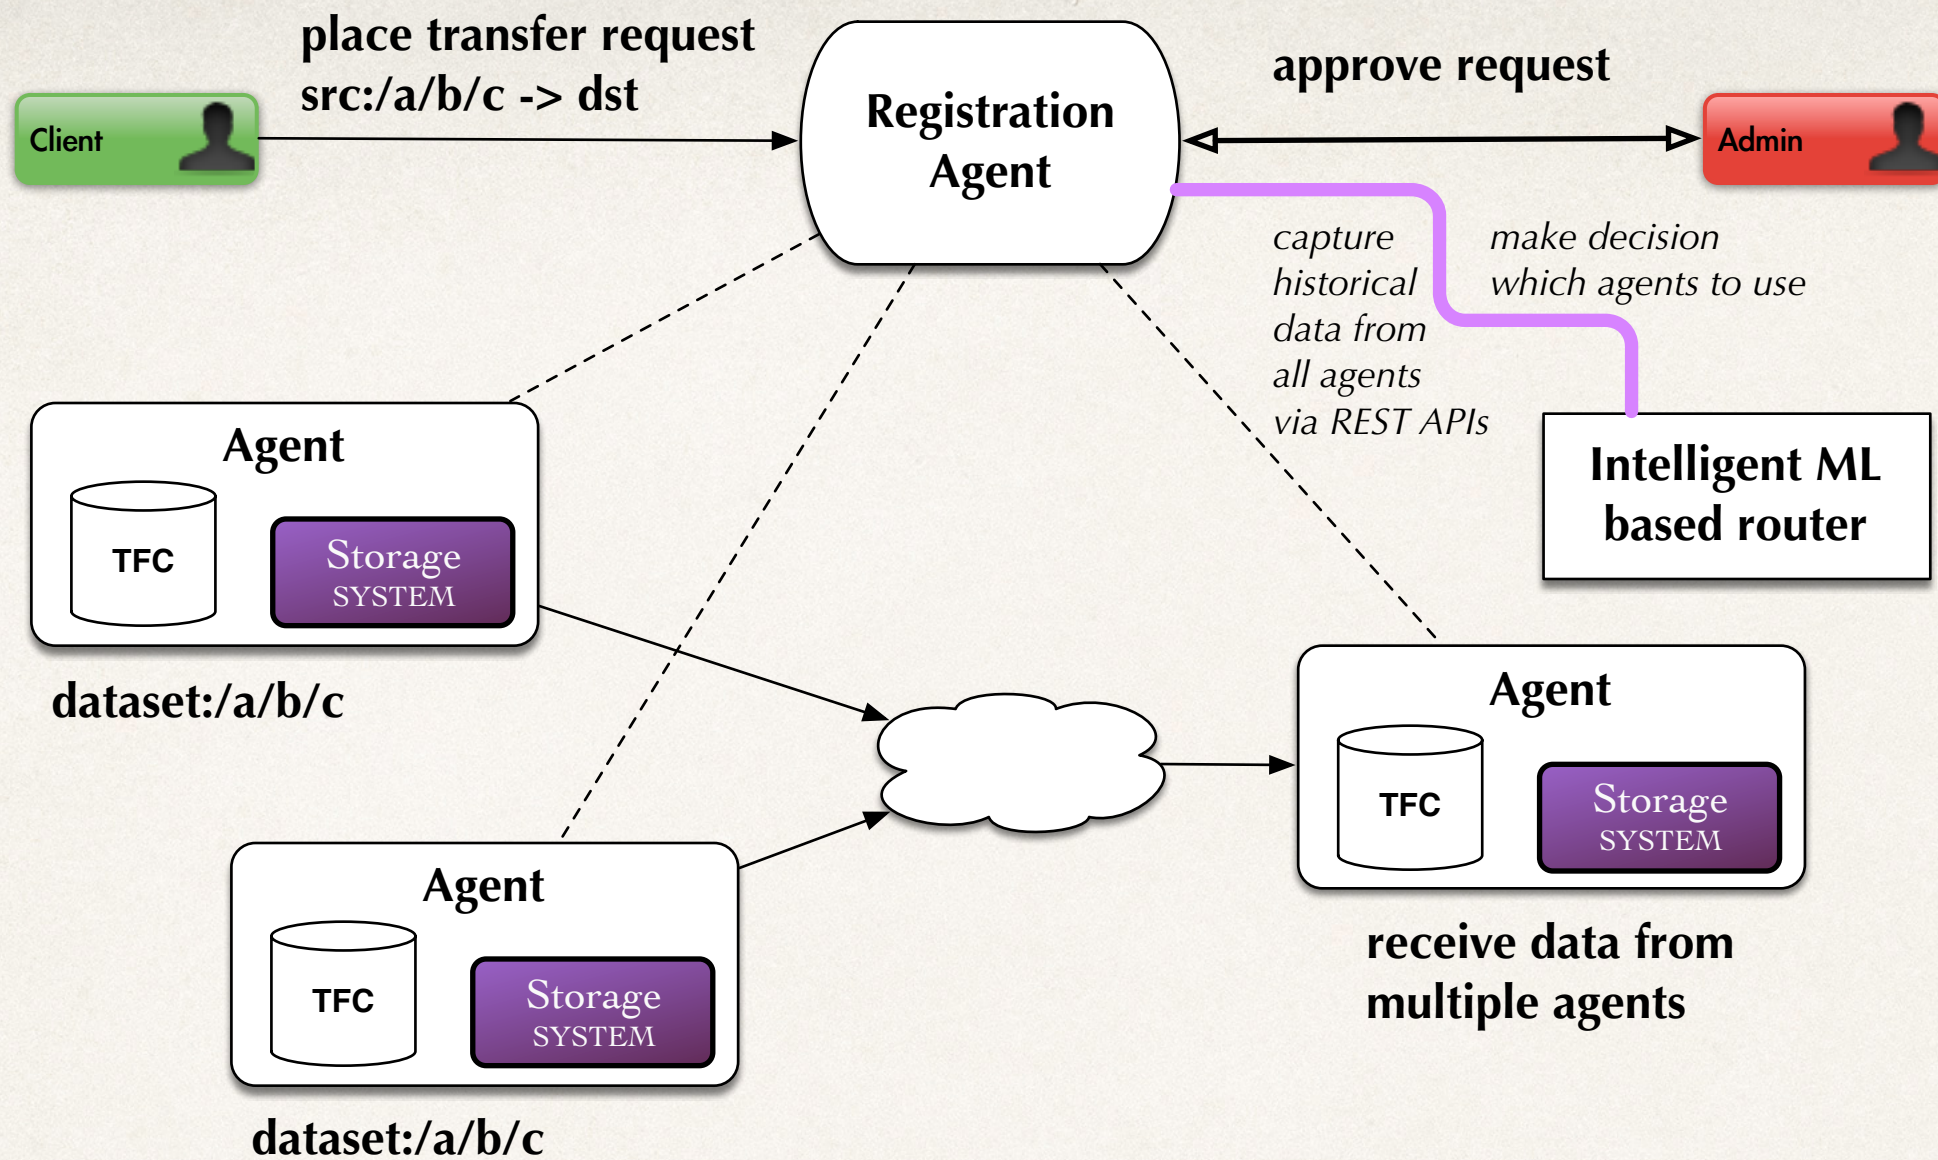 place transfer request
src:/a/b/c -> dst
Client
Registration
Agent
approve request
Admin
capture
historical
data from
all agents
via REST APIs
make decision
which agents to use
Intelligent ML
based router
Agent
TFC
Storage
SYSTEM
dataset:/a/b/c
Agent
TFC
Storage
SYSTEM
dataset:/a/b/c
Agent
TFC
Storage
SYSTEM
receive data from
multiple agents